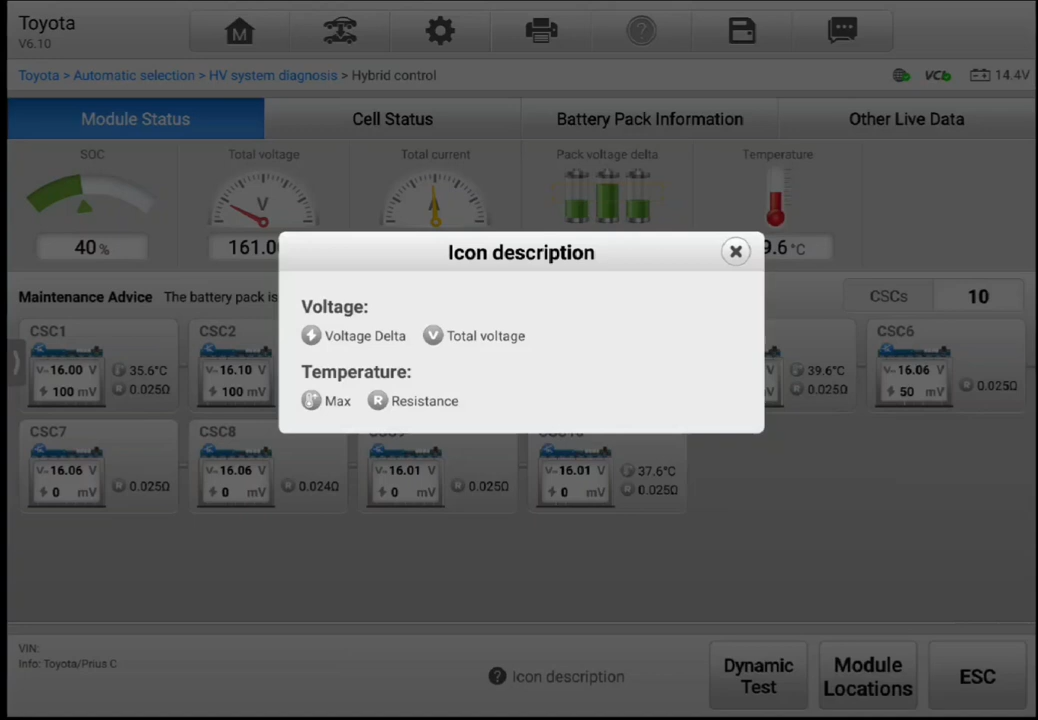 Toyota
V6.10
M
?
Toyota > Automatic selection > HV system diagnosis > Hybrid control
VCI 14.4V
Module Status
Cell Status
Battery Pack Information
Other Live Data
SOC
Total voltage
Total current
Pack voltage delta
Temperature
V
A
40 %
161.0
9.6 °C
Icon description
Voltage:
Voltage Delta V Total voltage
Temperature:
Max R Resistance
Maintenance Advice The battery pack is
CSCs 10
CSC1
V 16.00 V
100 mV
35.6°C
R 0.025Ω
CSC2
V 16.10 V
100 mV
V
V
39.6°C
R 0.025Ω
CSC6
V 16.06 V
50 mV
R 0.025Ω
CSC7
V 16.06 V
0 mV
R 0.025Ω
CSC8
V 16.06 V
0 mV
R 0.024Ω
V 16.01 V
0 mV
R 0.025Ω
V 16.01 V
0 mV
37.6°C
R 0.025Ω
VIN:
Info: Toyota/Prius C
? Icon description
Dynamic
Test
Module
Locations
ESC